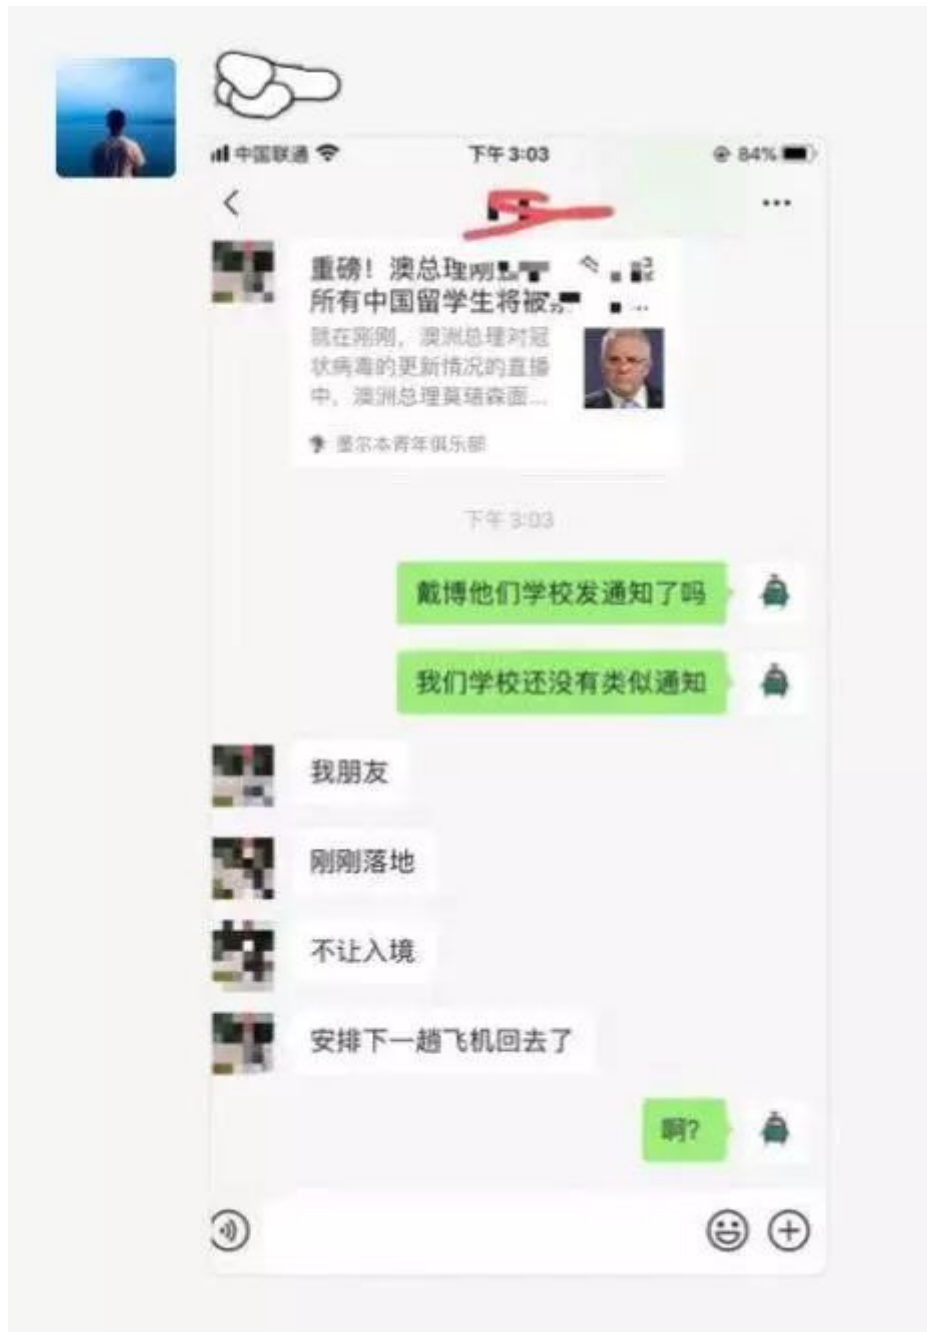 中国联通
下午3:03
84%
重磅！澳总理刚
所有中国留学生将被
就在刚刚，澳洲总理对冠
状病毒的更新情况的直播
中，澳洲总理莫瑞森面...
墨尔本青年俱乐部
下午 3:03
戴博他们学校发通知了吗
我们学校还没有类似通知
我朋友
刚刚落地
不让入境
安排下一趟飞机回去了
啊?